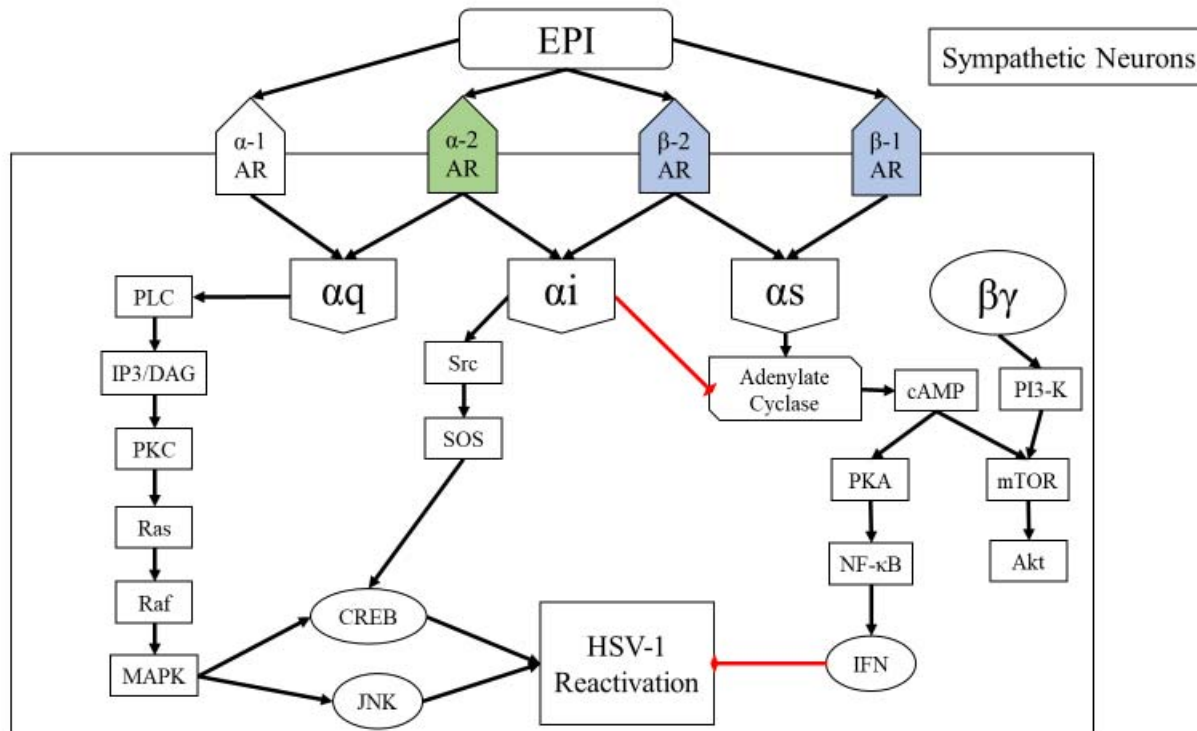 EPI
Sympathetic Neurons
α-1
AR
α-2
AR
β-2
AR
β-1
AR
αq
αi
αs
βγ
PLC
IP3/DAG
PKC
Ras
Raf
MAPK
Src
SOS
CREB
JNK
Adenylate
Cyclase
cAMP
PI3-K
PKA
mTOR
NF-κB
Akt
IFN
HSV-1
Reactivation